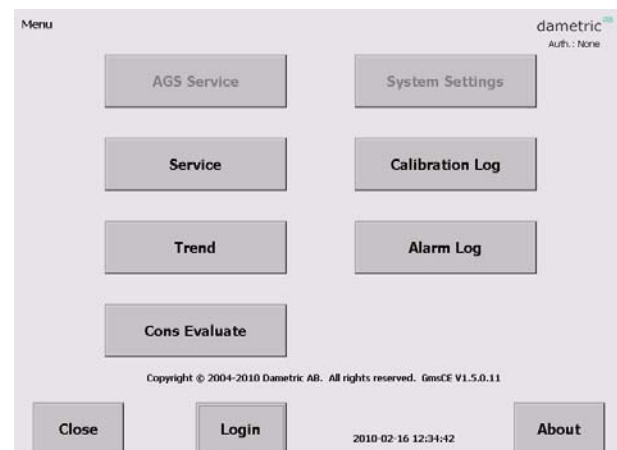 Menu
dametric
Auth.: None
AGS Service
System Settings
Service
Calibration Log
Trend
Alarm Log
Cons Evaluate
Copyright © 2004-2010 Dametric AB. All rights reserved. GmsCE V1.5.0.11
Close
Login
2010-02-16 12:34:42
About